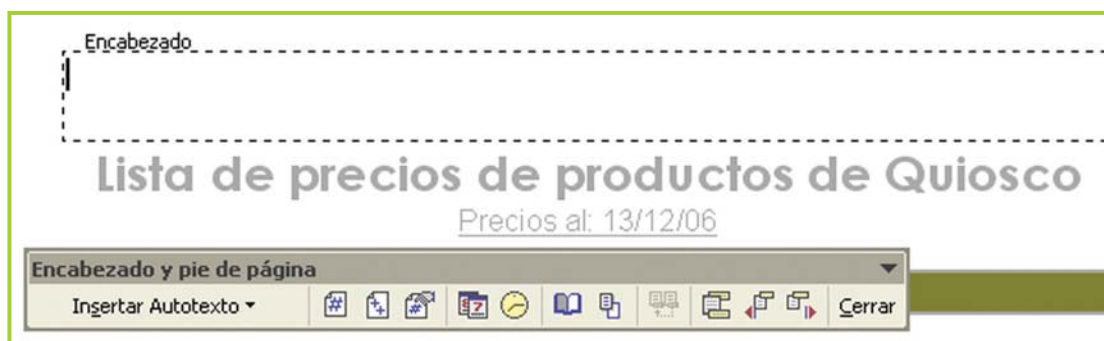 Encabezado
Lista de precios de productos de Quiosco
Precios al: 13/12/06
Encabezado y pie de página
Insertar Autotexto
Cerrar